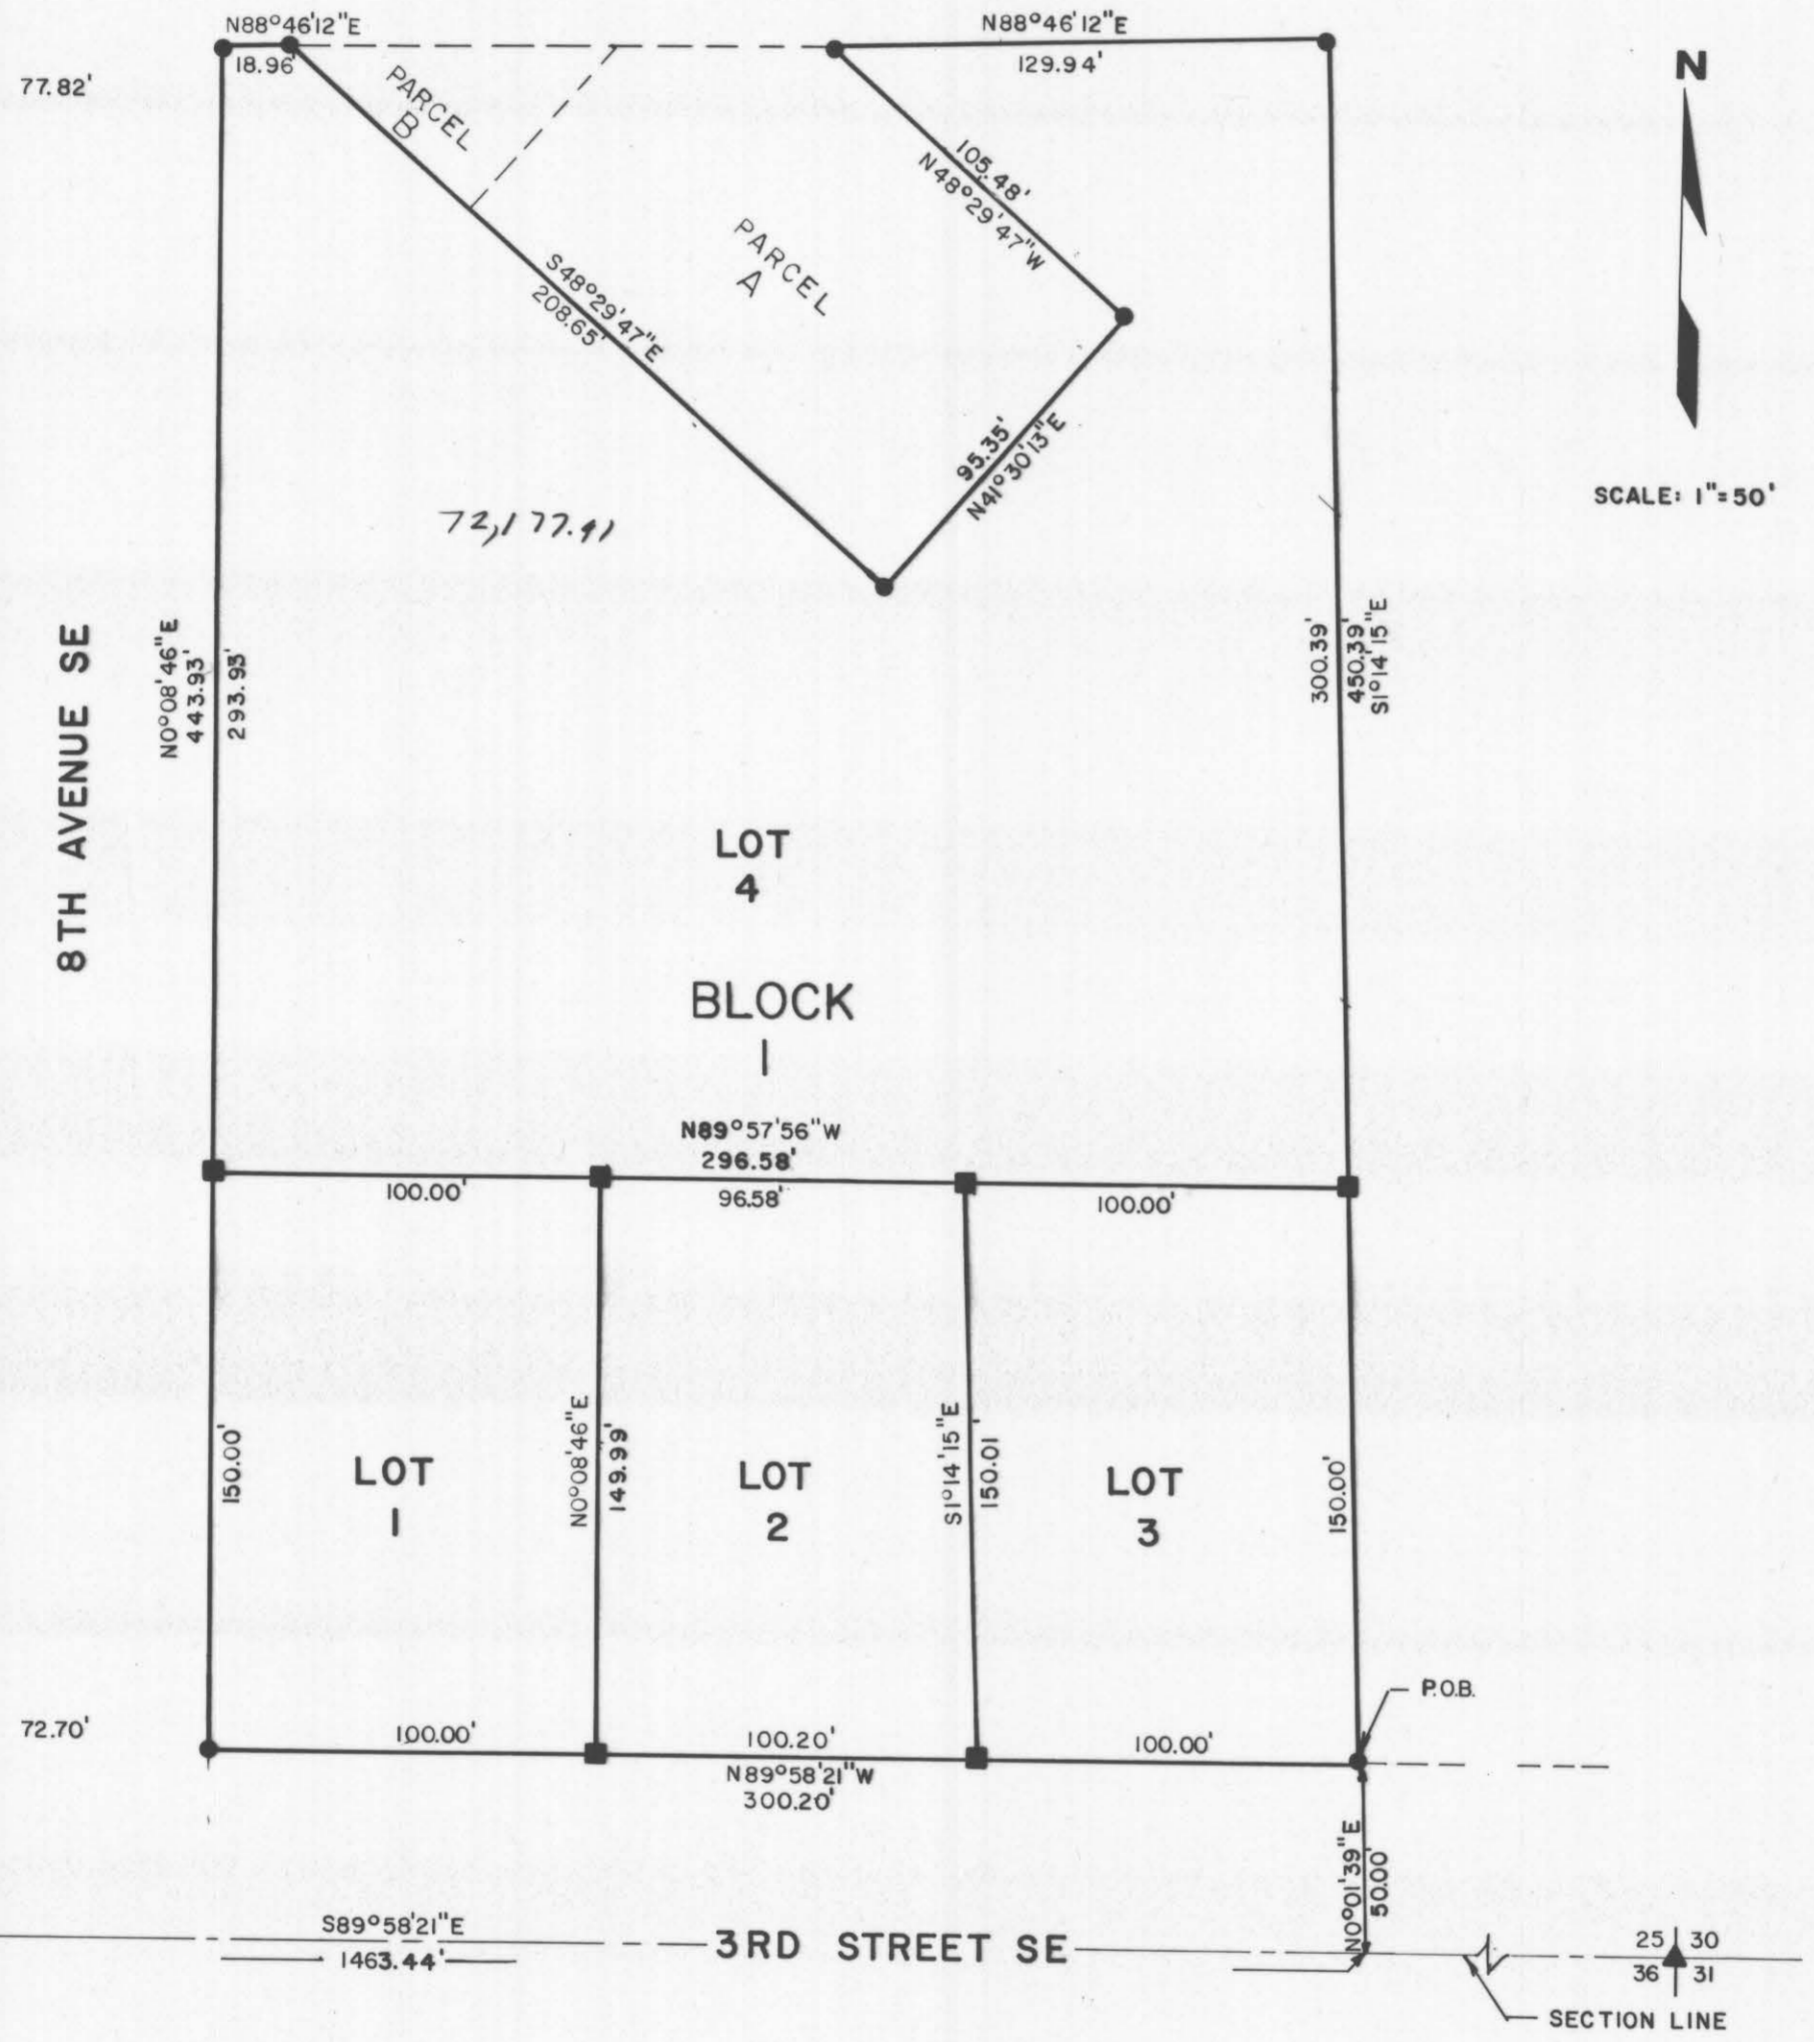 N88°46'12"E
18.96'
N88°46'12"E
129.94'
N
77.82'
PARCEL
B
105.48'
N48°29'47"W
PARCEL
A
S48°29'47"E
208.65'
95.35'
N41°30'13"E
SCALE: 1"=50'
72,177.41
8TH AVENUE SE
N0°08'46"E
443.93'
293.93'
300.39'
450.39'
S1°14'15"E
LOT
4
BLOCK
1
N89°57'56"W
296.58'
100.00'
96.58'
100.00'
150.00'
LOT
1
N0°08'46"E
149.99'
LOT
2
S1°14'15"E
150.01'
LOT
3
150.00'
P.O.B.
72.70'
100.00'
100.20'
100.00'
N89°58'21"W
300.20'
N0°01'39"E
50.00'
S89°58'21"E
1463.44'
3RD STREET SE
25 30
36 31
SECTION LINE